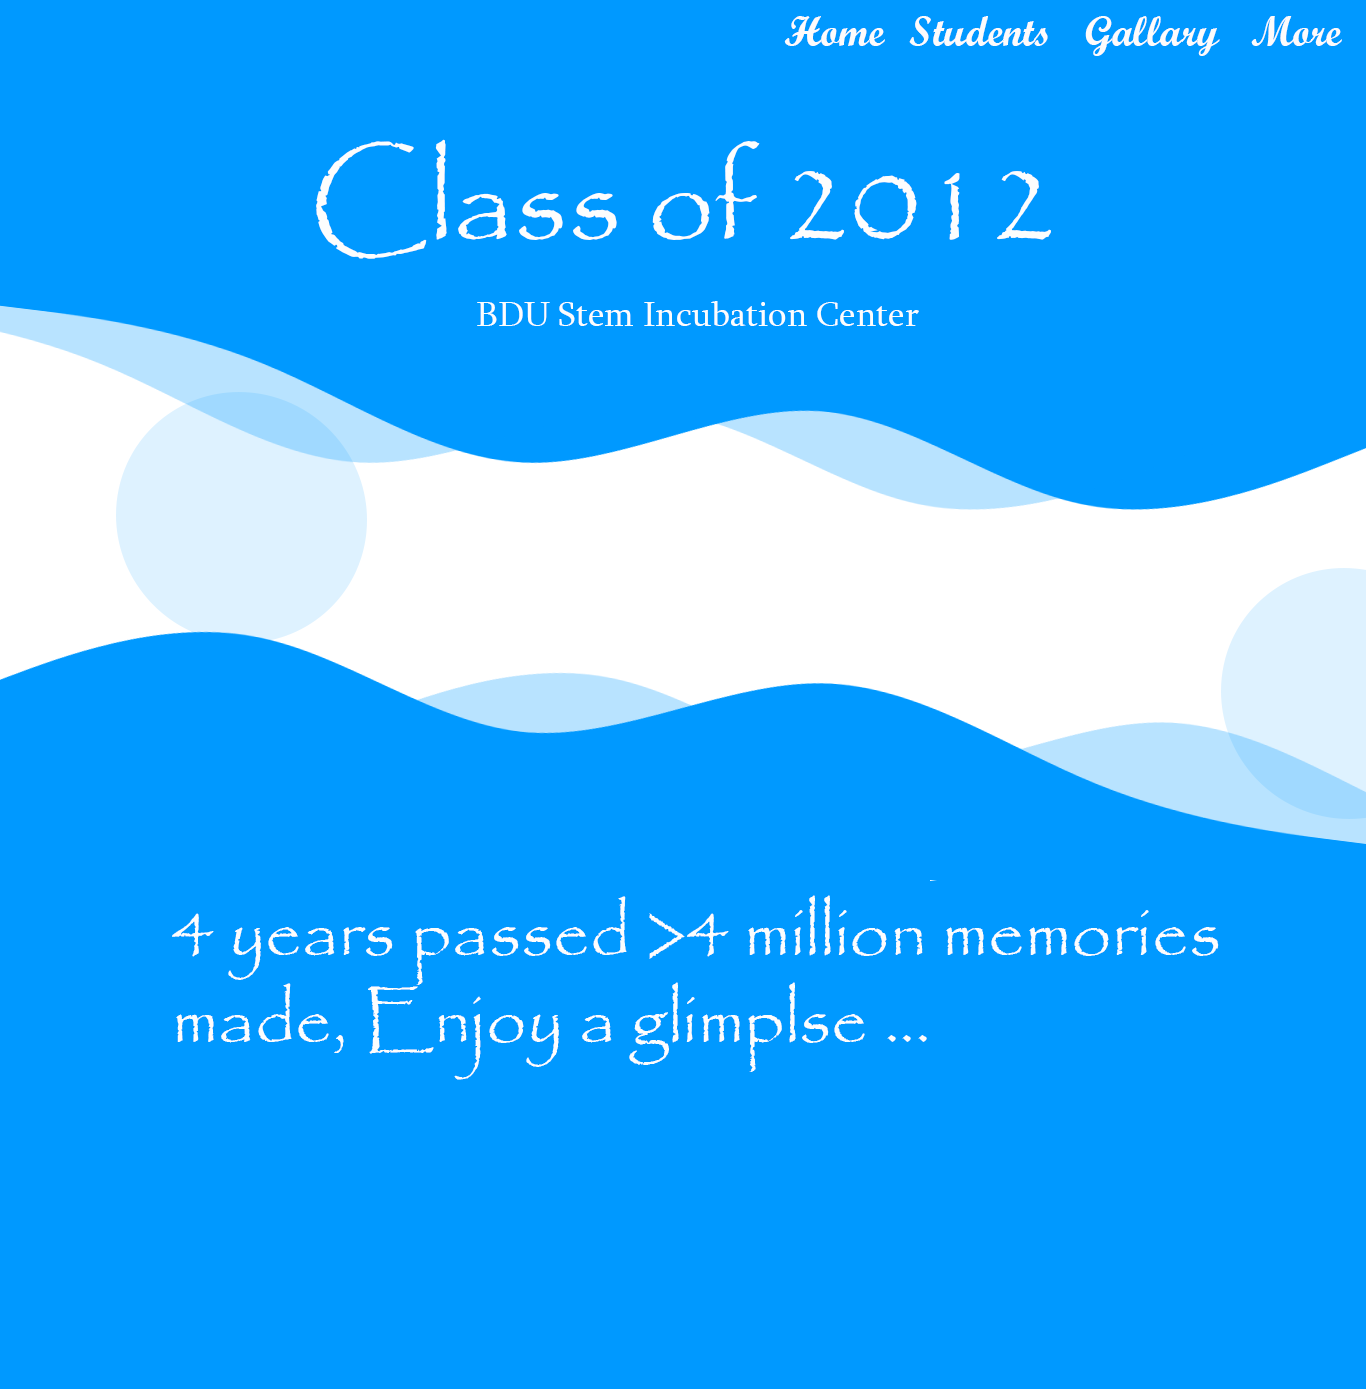 Home Students Gallary More
Class of 2012
BDU Stem Incubation Center
4 years passed >4 million memories
made, Enjoy a glimplse ...